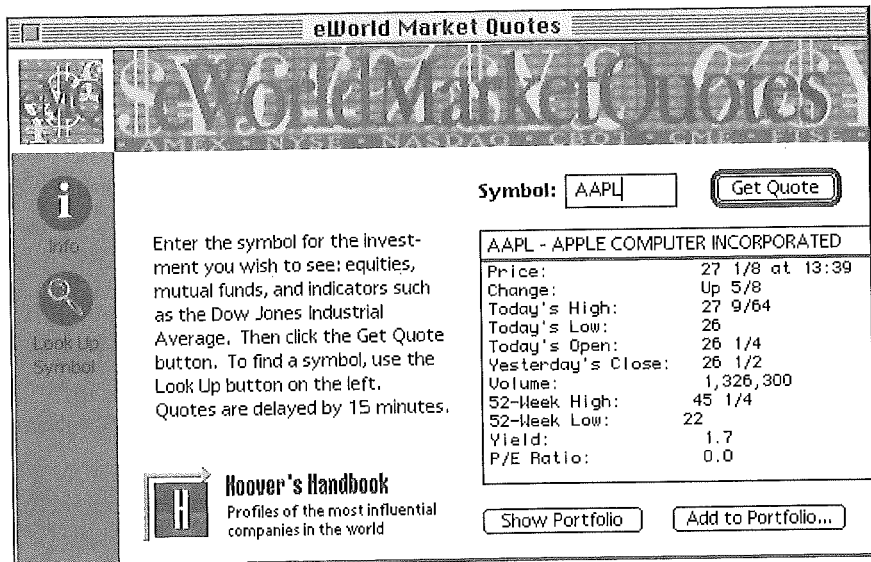 eWorld Market Quotes
eWorldMarketQuotes
AMEX • NYSE • NASDAQ • CBOT • CME • FTSE •
Symbol: AAPL Get Quote
Info
Look Up
Symbol
Enter the symbol for the invest-
ment you wish to see: equities,
mutual funds, and indicators such
as the Dow Jones Industrial
Average. Then click the Get Quote
button. To find a symbol, use the
Look Up button on the left.
Quotes are delayed by 15 minutes.
AAPL - APPLE COMPUTER INCORPORATED
Price: 27 1/8 at 13:39
Change: Up 5/8
Today's High: 27 9/64
Today's Low: 26
Today's Open: 26 1/4
Yesterday's Close: 26 1/2
Volume: 1,326,300
52-Week High: 45 1/4
52-Week Low: 22
Yield: 1.7
P/E Ratio: 0.0
H
Hoover's Handbook
Profiles of the most influential
companies in the world
Show Portfolio Add to Portfolio...